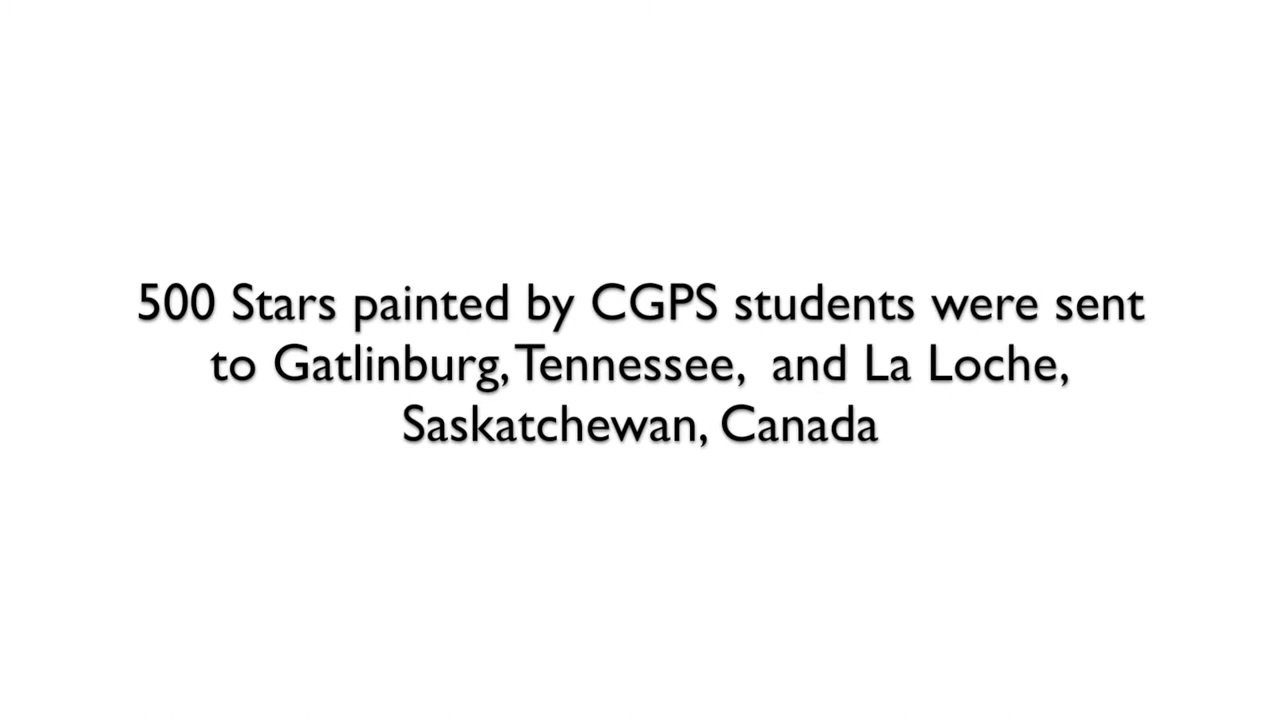 500 Stars painted by CGPS students were sent
to Gatlinburg, Tennessee, and La Loche,
Saskatchewan, Canada